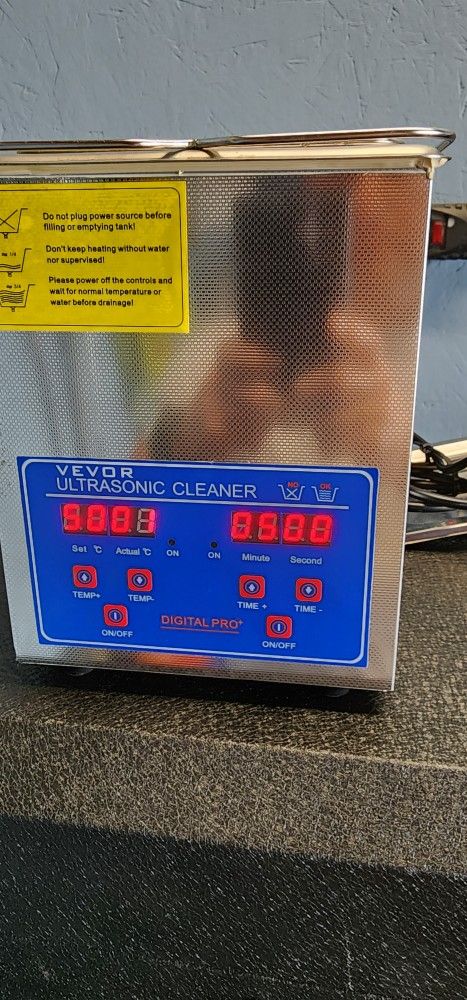 Do not plug power source before
filling or emptying tank!
Don't keep heating without water
nor supervised!
Please power off the controls and
wait for normal temperature or
water before drainage!
VEVOR
ULTRASONIC CLEANER
NO
OK
Set °C
Actual °C
ON
ON
Minute
Second
TEMP+
TEMP-
TIME +
TIME -
ON/OFF
DIGITAL PRO+
ON/OFF